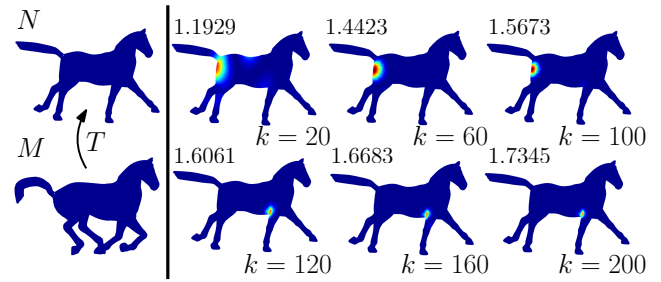 N
1.1929
1.4423
1.5673
T
k = 20
k = 60
k = 100
M
1.6061
1.6683
1.7345
k = 120
k = 160
k = 200